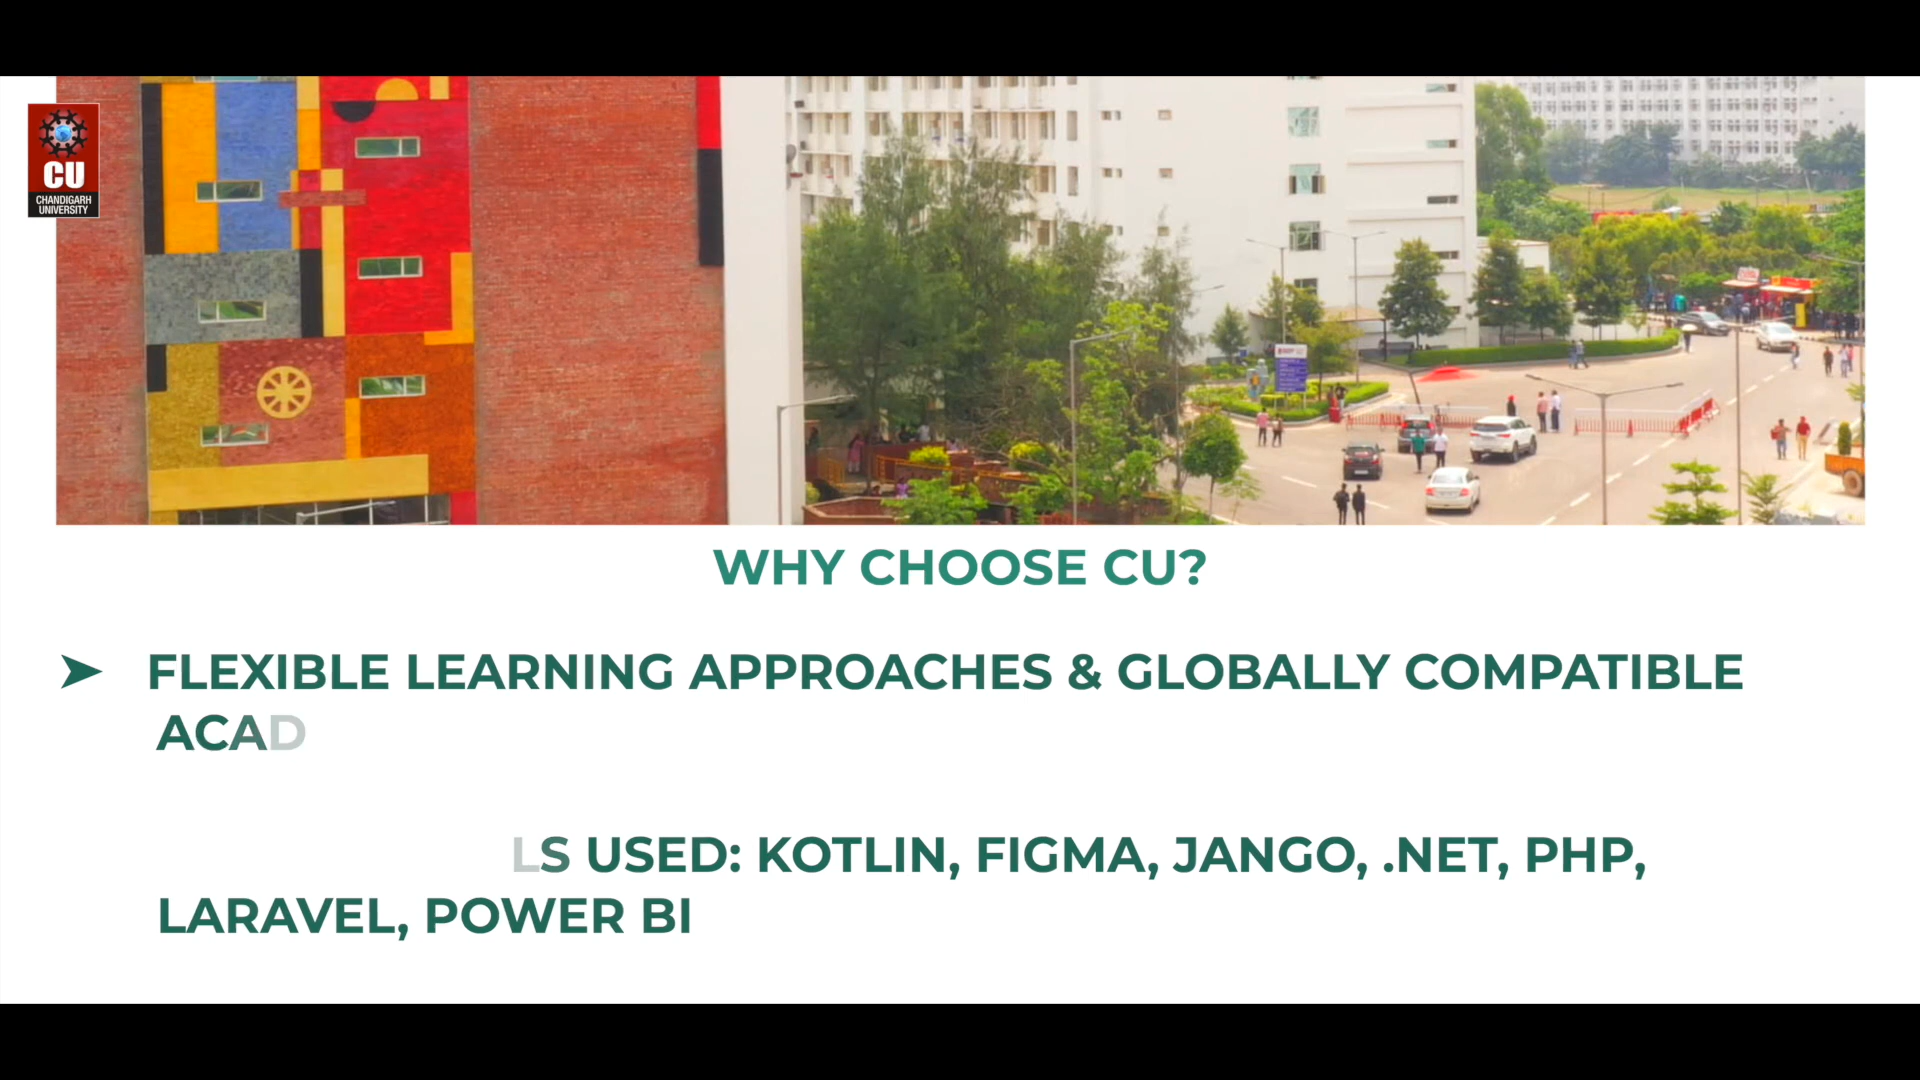 CU
CHANDIGARH
UNIVERSITY
WHY CHOOSE CU?
➤ FLEXIBLE LEARNING APPROACHES & GLOBALLY COMPATIBLE
ACAD
LS USED: KOTLIN, FIGMA, JANGO, .NET, PHP,
LARAVEL, POWER BI